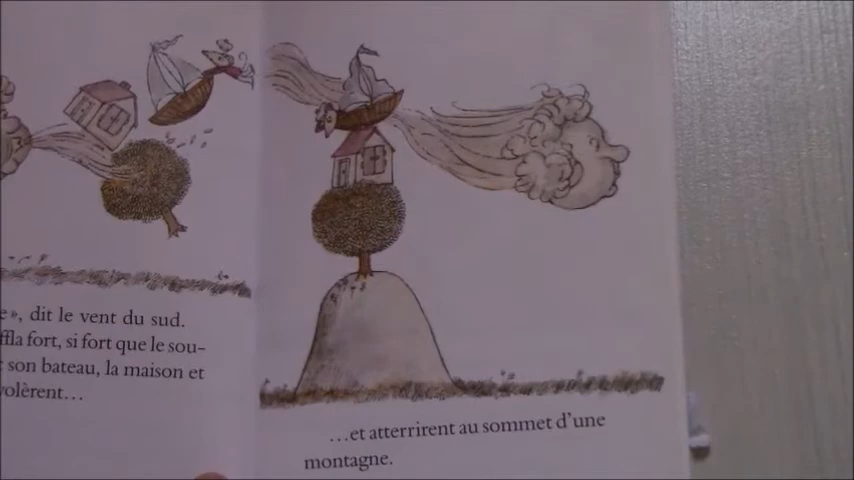 », dit le vent du sud.
fla fort, si fort que le sou-
son bateau, la maison et
volèrent…
…et atterrirent au sommet d'une
montagne.